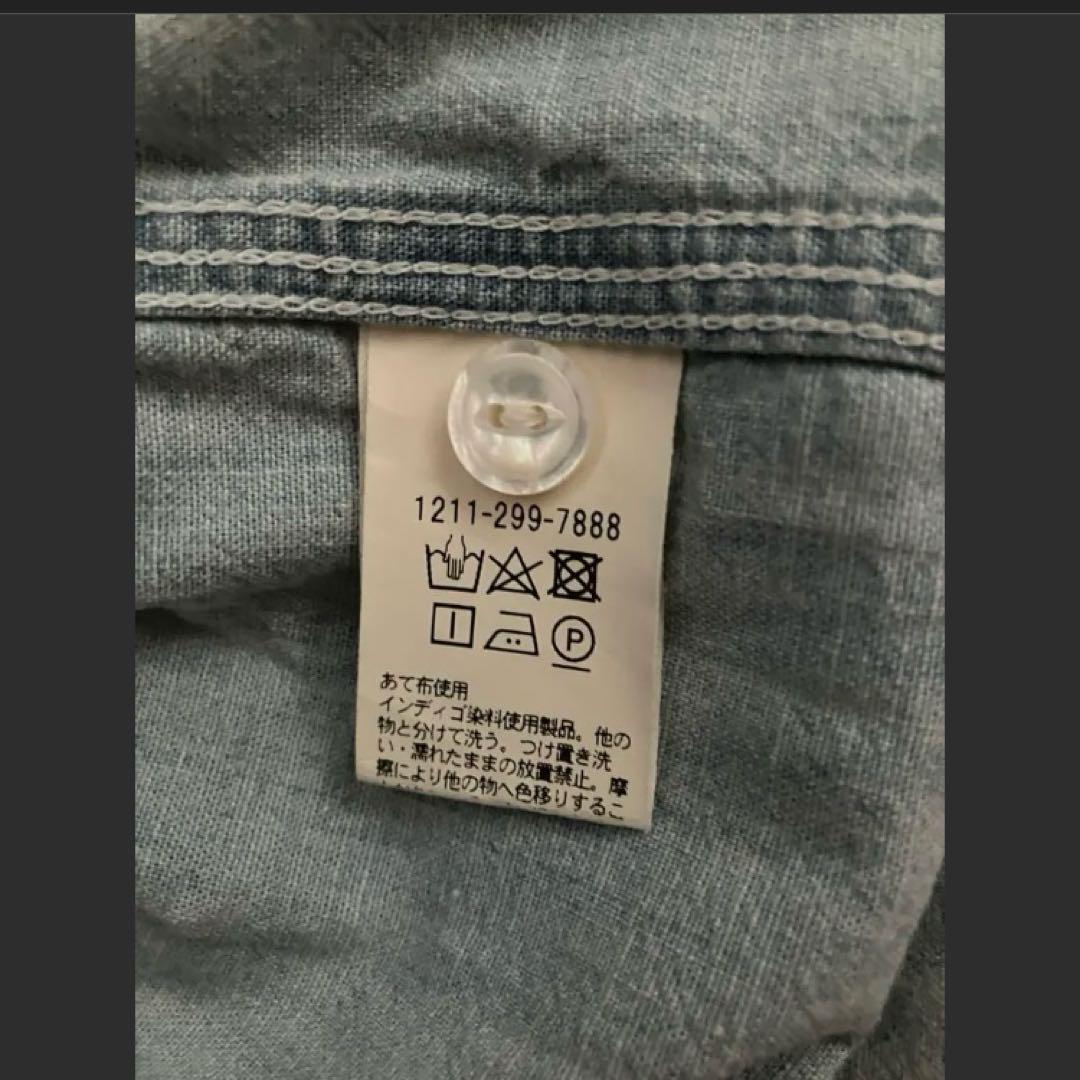 1211-299-7888
P
あて布使用
インディゴ染料使用製品。他の
物と分けて洗う。つけ置き洗
い・濡れたままの放置禁止。摩
擦により他の物へ色移りするこ